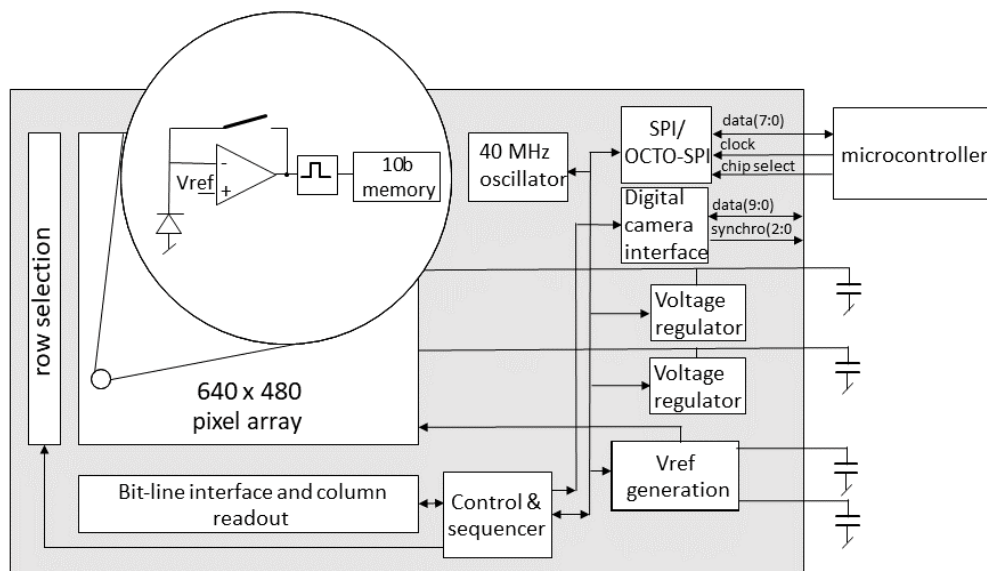 row selection
Vref
-
+
10b
memory
40 MHz
oscillator
SPI/
OCTO-SPI
data(7:0)
clock
chip select
microcontroller
Digital
camera
interface
data(9:0)
synchro(2:0
Voltage
regulator
Voltage
regulator
640 x 480
pixel array
Vref
generation
Bit-line interface and column
readout
Control &
sequencer